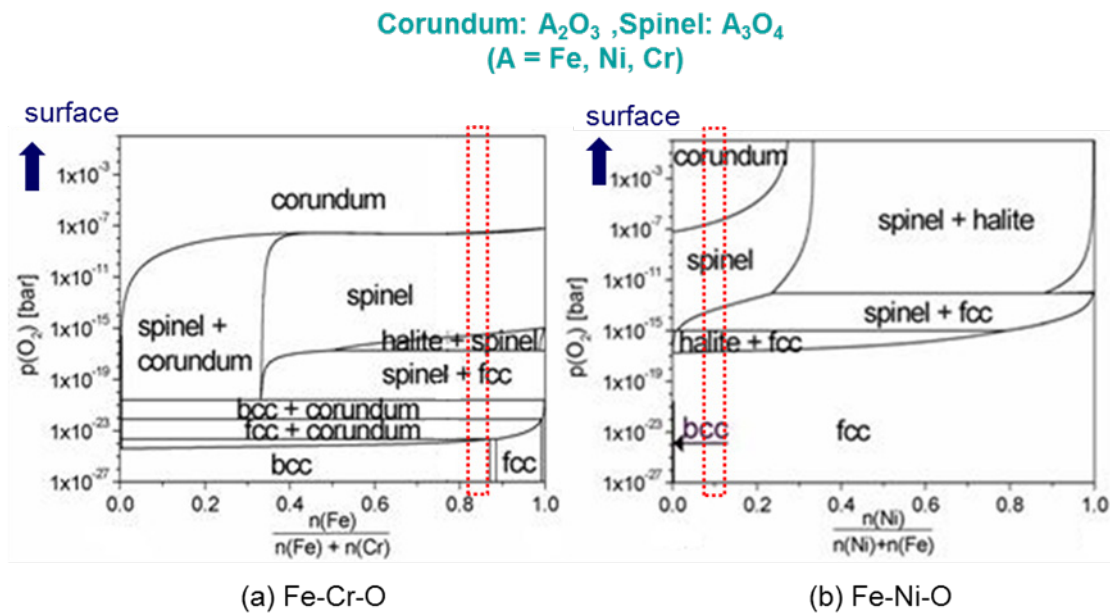 Corundum: A₂O₃ ,Spinel: A₃O₄
(A = Fe, Ni, Cr)
surface
p(O₂) [bar]
1x10⁻³
1x10⁻⁷
1x10⁻¹¹
1x10⁻¹⁵
1x10⁻¹⁹
1x10⁻²³
1x10⁻²⁷
corundum
spinel
spinel +
corundum
halite + spinel
spinel + fcc
bcc + corundum
fcc + corundum
bcc
fcc
0.0 0.2 0.4 0.6 0.8 1.0
n(Fe)
n(Fe) + n(Cr)
(a) Fe-Cr-O
surface
p(O₂) [bar]
1x10⁻³
1x10⁻⁷
1x10⁻¹¹
1x10⁻¹⁵
1x10⁻¹⁹
1x10⁻²³
1x10⁻²⁷
corundum
spinel + halite
spinel
spinel + fcc
halite + fcc
bcc
fcc
0.0 0.2 0.4 0.6 0.8 1.0
n(Ni)
n(Ni)+n(Fe)
(b) Fe-Ni-O